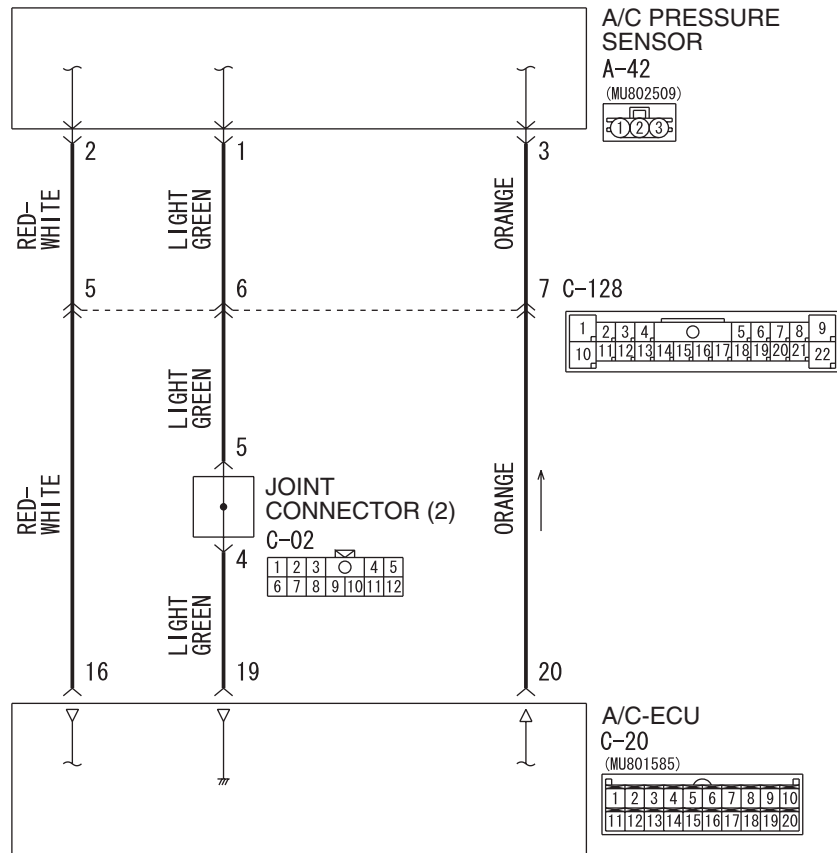 A/C PRESSURE
SENSOR
A-42
(MU802509)
1 2 3
2 1 3
RED-
WHITE
LIGHT
GREEN
ORANGE
5 6 7 C-128
1 2 3 4 5 6 7 8 9
10 11 12 13 14 15 16 17 18 19 20 21 22
LIGHT
GREEN
5
RED-
WHITE
JOINT
CONNECTOR (2)
C-02
ORANGE
4
1 2 3 4 5
6 7 8 9 10 11 12
LIGHT
GREEN
16 19 20
A/C-ECU
C-20
(MU801585)
1 2 3 4 5 6 7 8 9 10
11 12 13 14 15 16 17 18 19 20